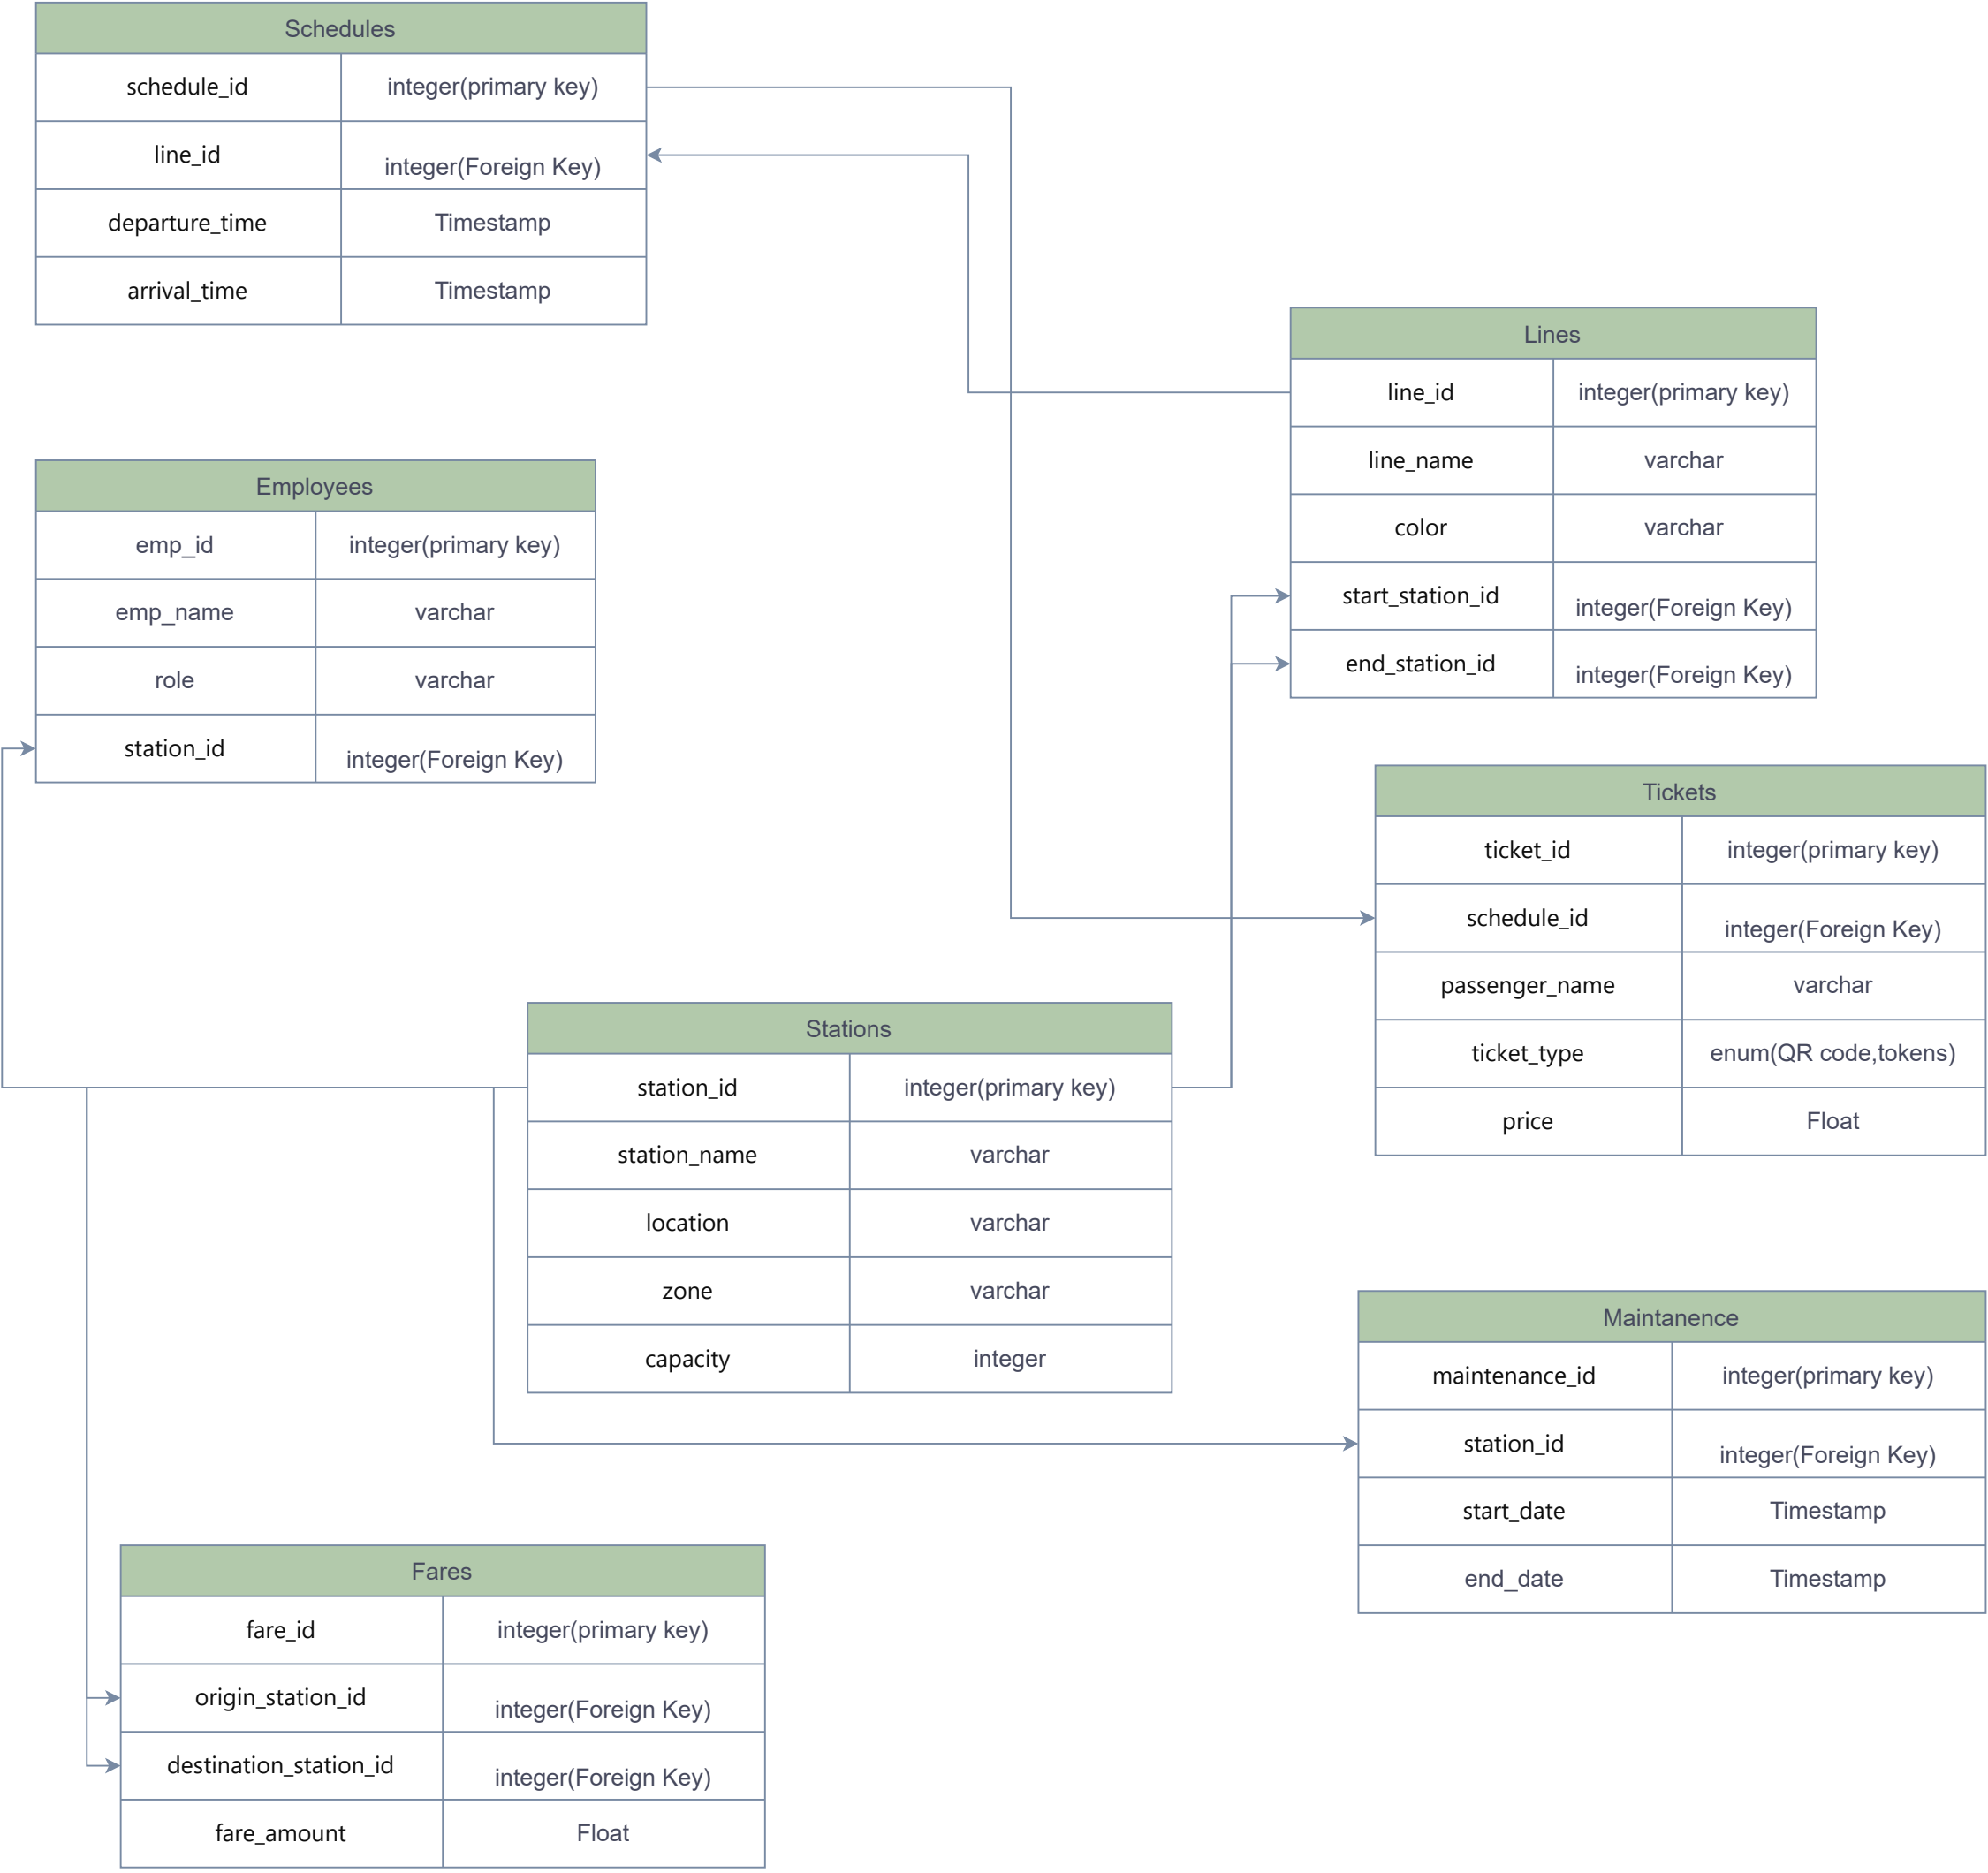 Schedules
schedule_id integer(primary key)
line_id integer(Foreign Key)
departure_time Timestamp
arrival_time Timestamp
Lines
line_id integer(primary key)
line_name varchar
color varchar
start_station_id integer(Foreign Key)
end_station_id integer(Foreign Key)
Employees
emp_id integer(primary key)
emp_name varchar
role varchar
station_id integer(Foreign Key)
Tickets
ticket_id integer(primary key)
schedule_id integer(Foreign Key)
passenger_name varchar
ticket_type enum(QR code,tokens)
price Float
Stations
station_id integer(primary key)
station_name varchar
location varchar
zone varchar
capacity integer
Maintanence
maintenance_id integer(primary key)
station_id integer(Foreign Key)
start_date Timestamp
end_date Timestamp
Fares
fare_id integer(primary key)
origin_station_id integer(Foreign Key)
destination_station_id integer(Foreign Key)
fare_amount Float